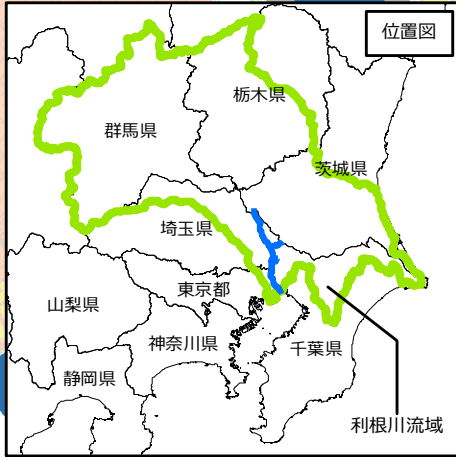 位置図
栃木県
群馬県
茨城県
埼玉県
東京都
山梨県
神奈川県
千葉県
静岡県
利根川流域